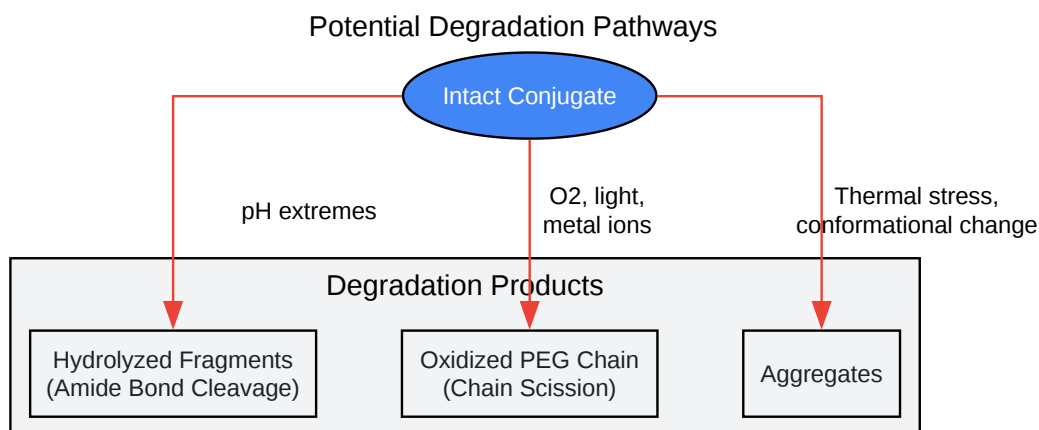 Potential Degradation Pathways
Intact Conjugate
pH extremes
O2, light,
metal ions
Thermal stress,
conformational change
Degradation Products
Hydrolyzed Fragments
(Amide Bond Cleavage)
Oxidized PEG Chain
(Chain Scission)
Aggregates